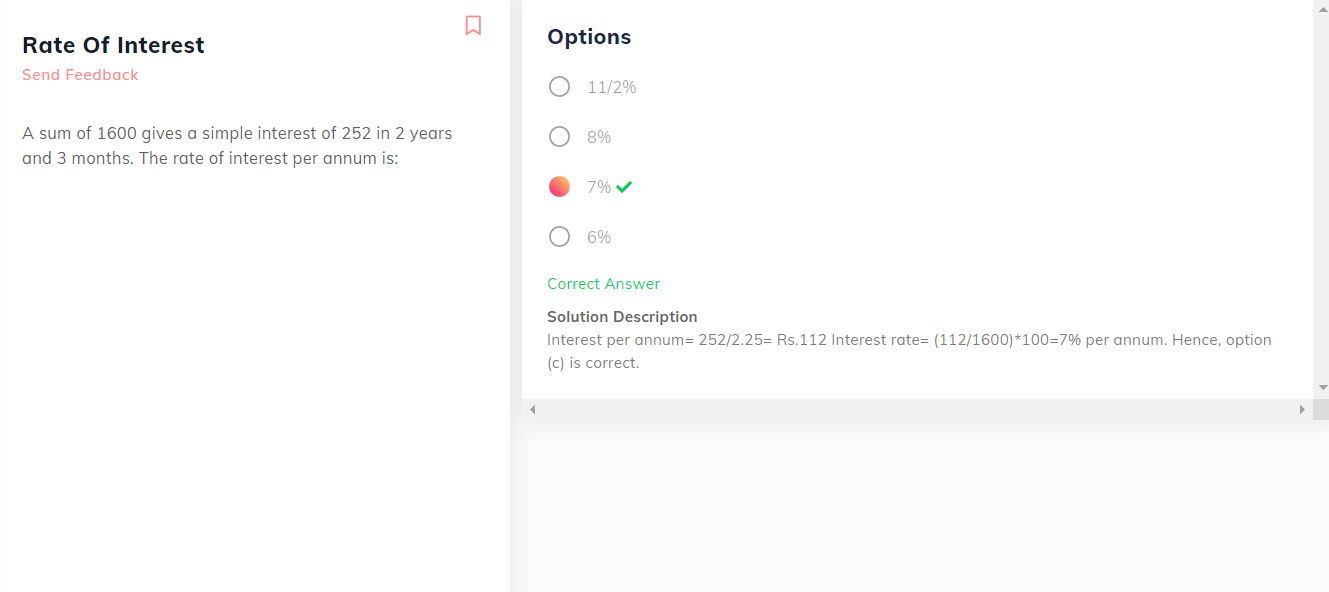 Rate Of Interest
Send Feedback
A sum of 1600 gives a simple interest of 252 in 2 years
and 3 months. The rate of interest per annum is:
Options
11/2%
8%
7%
6%
Correct Answer
Solution Description
Interest per annum= 252/2.25= Rs.112 Interest rate= (112/1600)*100=7% per annum. Hence, option
(c) is correct.